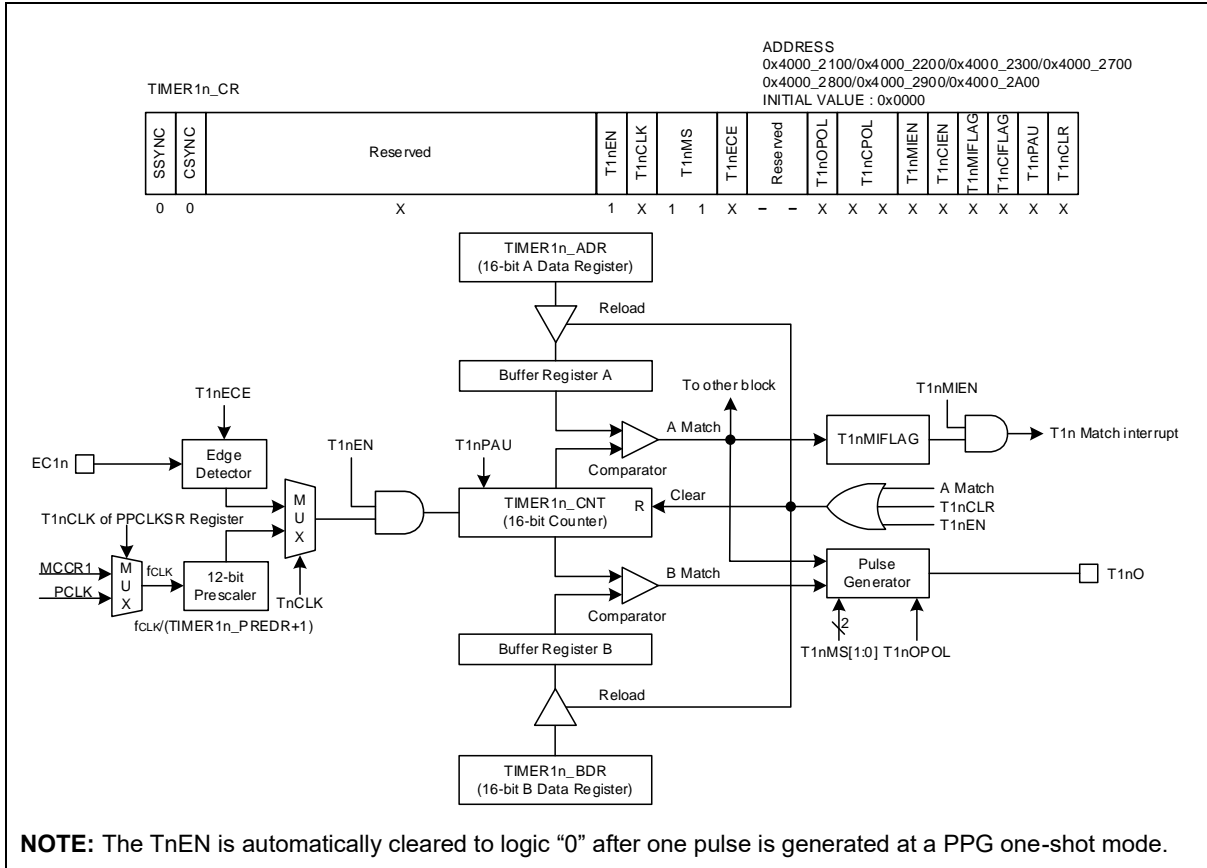 ADDRESS
0x4000_2100/0x4000_2200/0x4000_2300/0x4000_2700
0x4000_2800/0x4000_2900/0x4000_2A00
INITIAL VALUE : 0x0000
TIMER1n_CR
SSYNC CSYNC Reserved T1nEN T1nCLK T1nMS T1nECE Reserved T1nOPOL T1nCPOL T1nMIEN T1nCIEN T1nMIFLAG T1nCIFLAG T1nPAU T1nCLR
0 0 X 1 X 1 1 X – – X X X X X X X X X
TIMER1n_ADR
(16-bit A Data Register)
Reload
Buffer Register A
To other block
T1nMIEN
T1nECE
A Match
T1nMIFLAG
T1n Match interrupt
EC1n
Edge
Detector
T1nEN
T1nPAU
Comparator
TIMER1n_CNT
(16-bit Counter)
R
Clear
A Match
T1nCLR
T1nEN
MUX
T1nCLK of PPCLKSR Register
MCCR1
PCLK
MUX
fCLK
12-bit
Prescaler
TnCLK
fCLK/(TIMER1n_PREDR+1)
B Match
Comparator
Pulse
Generator
T1nO
2
T1nMS[1:0] T1nOPOL
Buffer Register B
Reload
TIMER1n_BDR
(16-bit B Data Register)
NOTE: The TnEN is automatically cleared to logic “0” after one pulse is generated at a PPG one-shot mode.